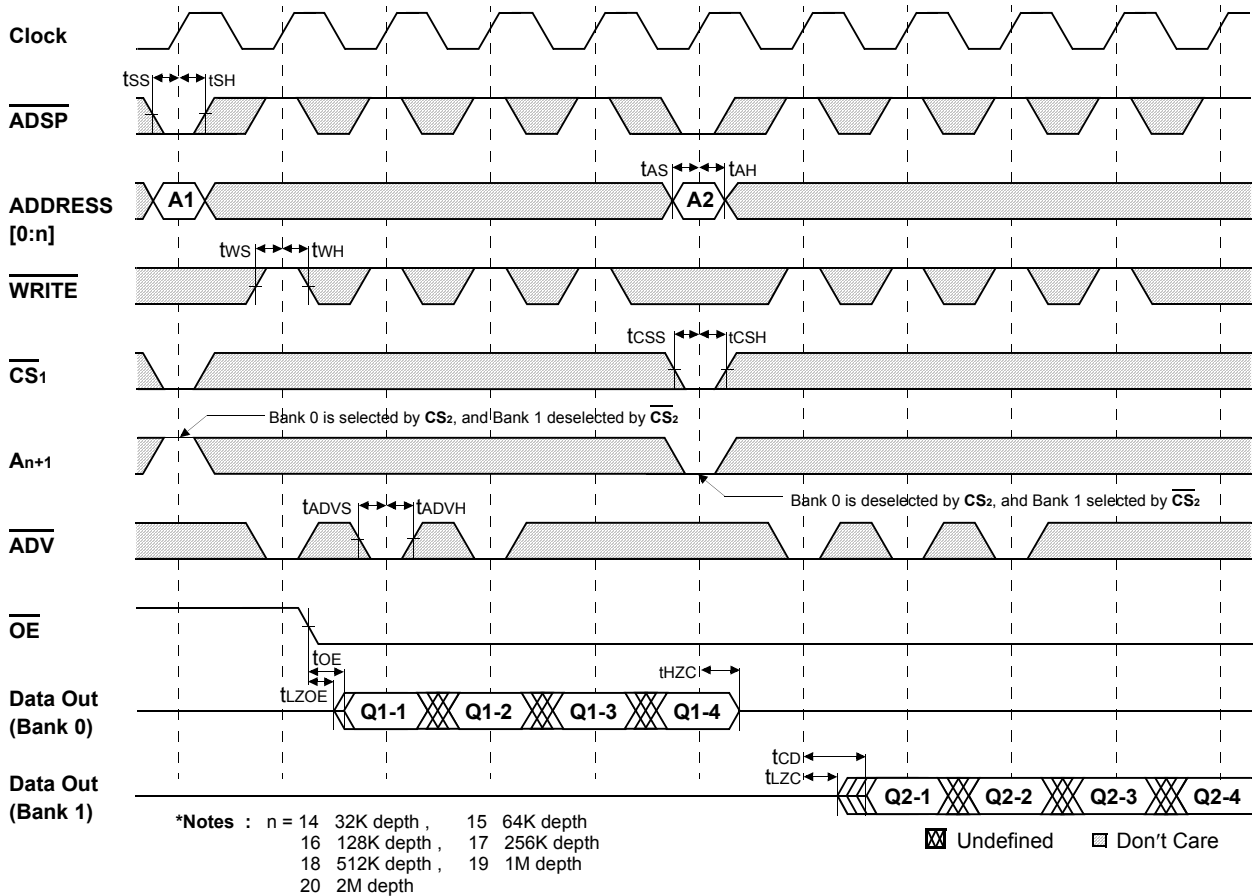 Clock
tSS tSH
ADSP
tAS tAH
ADDRESS
[0:n]
A1 A2
tWS tWH
WRITE
tCSS tCSH
CS1
Bank 0 is selected by CS2, and Bank 1 deselected by CS2
An+1
Bank 0 is deselected by CS2, and Bank 1 selected by CS2
tADVS tADVH
ADV
OE
tOE
tHZC
tLZOE
Data Out
(Bank 0)
Q1-1 Q1-2 Q1-3 Q1-4
tCD
tLZC
Data Out
(Bank 1)
Q2-1 Q2-2 Q2-3 Q2-4
*Notes : n = 14 32K depth , 15 64K depth
16 128K depth , 17 256K depth
18 512K depth , 19 1M depth
20 2M depth
Undefined Don't Care